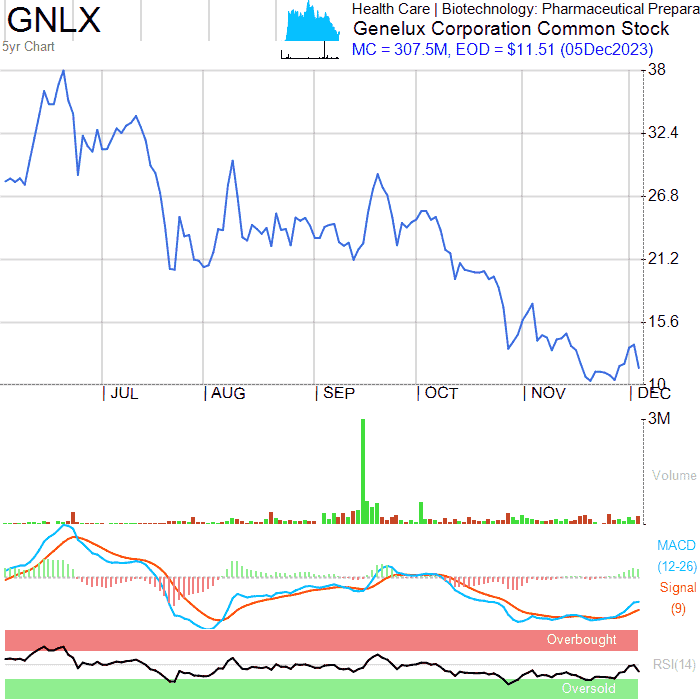 GNLX
Health Care | Biotechnology: Pharmaceutical Prepara
Genelux Corporation Common Stock
5yr Chart
MC = 307.5M, EOD = $11.51 (05Dec2023)
38
32.4
26.8
21.2
15.6
10
JUL AUG SEP OCT NOV DEC
3M
Volume
MACD
(12-26)
Signal
(9)
Overbought
RSI(14)
Oversold